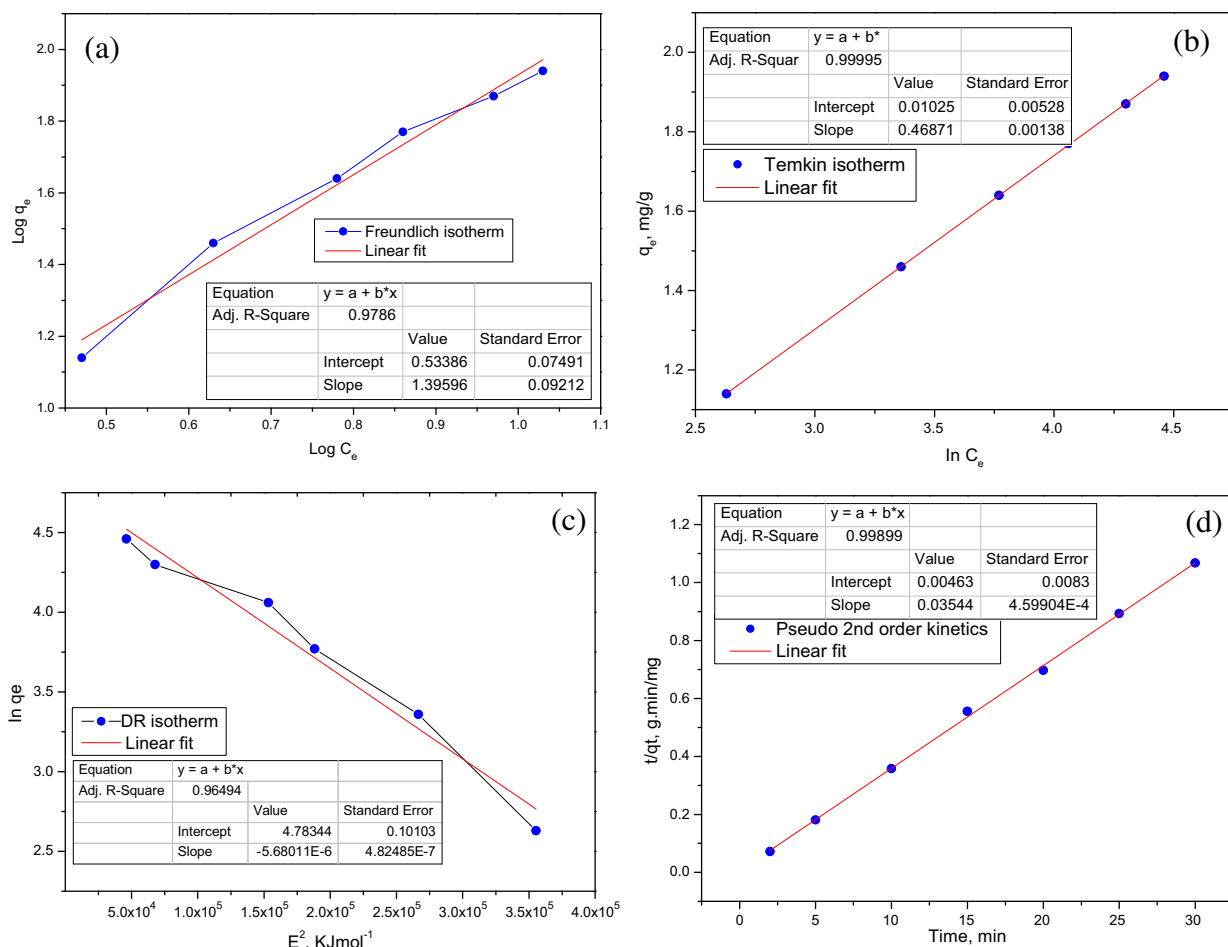 (a)
Log q_e
2.0
1.8
1.6
1.4
1.2
1.0
0.5 0.6 0.7 0.8 0.9 1.0 1.1
Log C_e
Freundlich isotherm
Linear fit
Equation y = a + b*x
Adj. R-Square 0.9786
Value Standard Error
Intercept 0.53386 0.07491
Slope 1.39596 0.09212
(b)
q_e, mg/g
2.0
1.8
1.6
1.4
1.2
2.5 3.0 3.5 4.0 4.5
ln C_e
Equation y = a + b*
Adj. R-Squar 0.99995
Value Standard Error
Intercept 0.01025 0.00528
Slope 0.46871 0.00138
Temkin isotherm
Linear fit
(c)
ln qe
4.5
4.0
3.5
3.0
2.5
5.0x10⁴ 1.0x10⁵ 1.5x10⁵ 2.0x10⁵ 2.5x10⁵ 3.0x10⁵ 3.5x10⁵ 4.0x10⁵
E², KJmol⁻¹
DR isotherm
Linear fit
Equation y = a + b*x
Adj. R-Square 0.96494
Value Standard Error
Intercept 4.78344 0.10103
Slope -5.68011E-6 4.82485E-7
(d)
t/qt, g.min/mg
1.2
1.0
0.8
0.6
0.4
0.2
0.0
0 5 10 15 20 25 30
Time, min
Equation y = a + b*x
Adj. R-Square 0.99899
Value Standard Error
Intercept 0.00463 0.0083
Slope 0.03544 4.59904E-4
Pseudo 2nd order kinetics
Linear fit